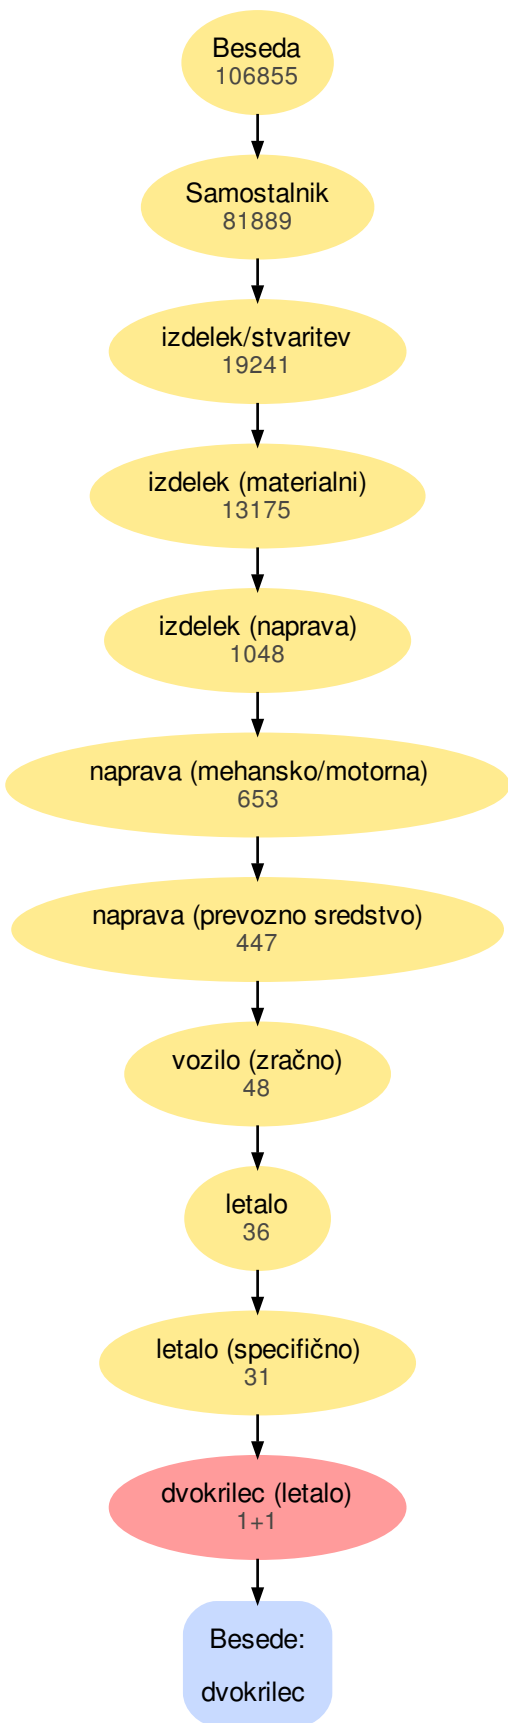 Beseda
106855
Samostalnik
81889
izdelek/stvaritev
19241
izdelek (materialni)
13175
izdelek (naprava)
1048
naprava (mehansko/motorna)
653
naprava (prevozno sredstvo)
447
vozilo (zračno)
48
letalo
36
letalo (specifično)
31
dvokrilec (letalo)
1+1
Besede:
dvokrilec